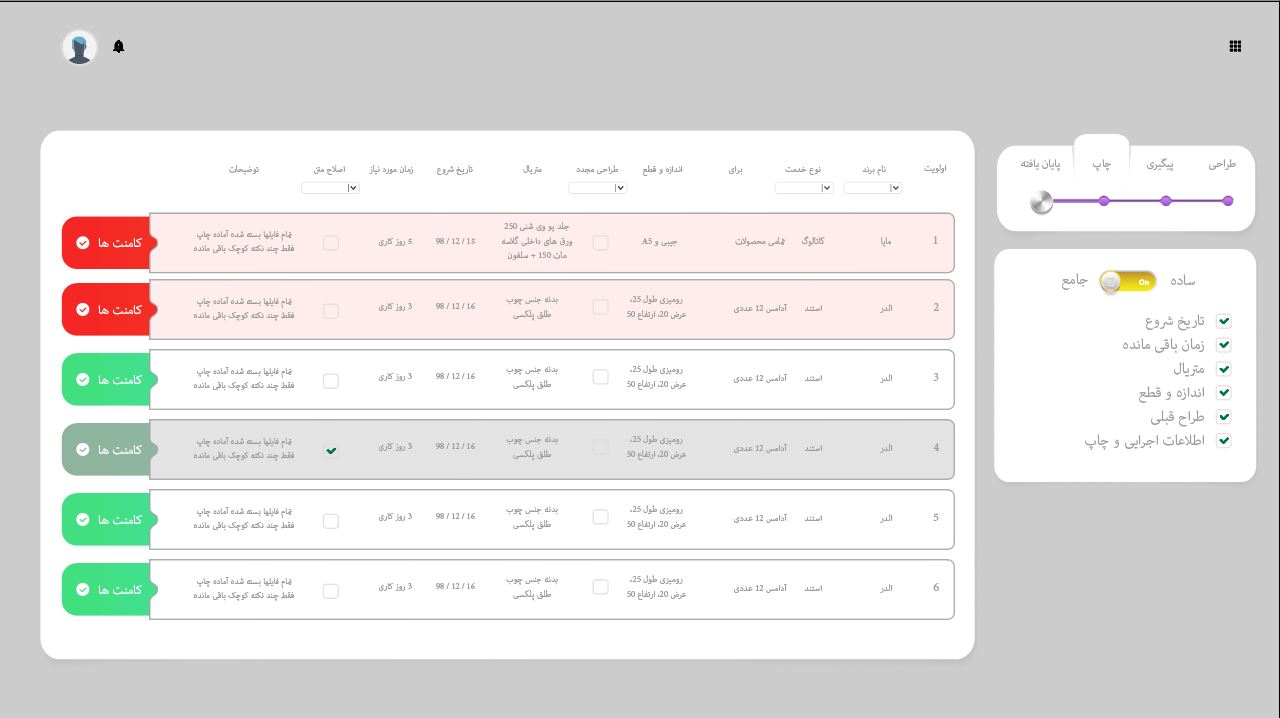 طراحی
پیگیری
چاپ
پایان یافته
ساده
On
جامع
تاریخ شروع
زمان باقی مانده
متریال
اندازه و قطع
طراح قبلی
اطلاعات اجرایی و چاپ
اولویت
نام برند
نوع خدمت
برای
اندازه و قطع
طراحی مجدد
متریال
تاریخ شروع
زمان مورد نیاز
اصلاح متن
توضیحات
1
مایا
کاتالوگ
تمامی محصولات
جیبی و A5
جلد یو وی شنی 250
ورق های داخلی گلاسه
مات 150 + سلفون
98 / 12 / 15
5 روز کاری
تمام فایلها بسته شده آماده چاپ
فقط چند نکته کوچک باقی مانده
کامنت ها
2
الدر
استند
آدامس 12 عددی
رومیزی طول 25،
عرض 20، ارتفاع 50
بدنه جنس چوب
طلق پلکسی
98 / 12 / 16
3 روز کاری
تمام فایلها بسته شده آماده چاپ
فقط چند نکته کوچک باقی مانده
کامنت ها
3
الدر
استند
آدامس 12 عددی
رومیزی طول 25،
عرض 20، ارتفاع 50
بدنه جنس چوب
طلق پلکسی
98 / 12 / 16
3 روز کاری
تمام فایلها بسته شده آماده چاپ
فقط چند نکته کوچک باقی مانده
کامنت ها
4
الدر
استند
آدامس 12 عددی
رومیزی طول 25،
عرض 20، ارتفاع 50
بدنه جنس چوب
طلق پلکسی
98 / 12 / 16
3 روز کاری
تمام فایلها بسته شده آماده چاپ
فقط چند نکته کوچک باقی مانده
کامنت ها
5
الدر
استند
آدامس 12 عددی
رومیزی طول 25،
عرض 20، ارتفاع 50
بدنه جنس چوب
طلق پلکسی
98 / 12 / 16
3 روز کاری
تمام فایلها بسته شده آماده چاپ
فقط چند نکته کوچک باقی مانده
کامنت ها
6
الدر
استند
آدامس 12 عددی
رومیزی طول 25،
عرض 20، ارتفاع 50
بدنه جنس چوب
طلق پلکسی
98 / 12 / 16
3 روز کاری
تمام فایلها بسته شده آماده چاپ
فقط چند نکته کوچک باقی مانده
کامنت ها